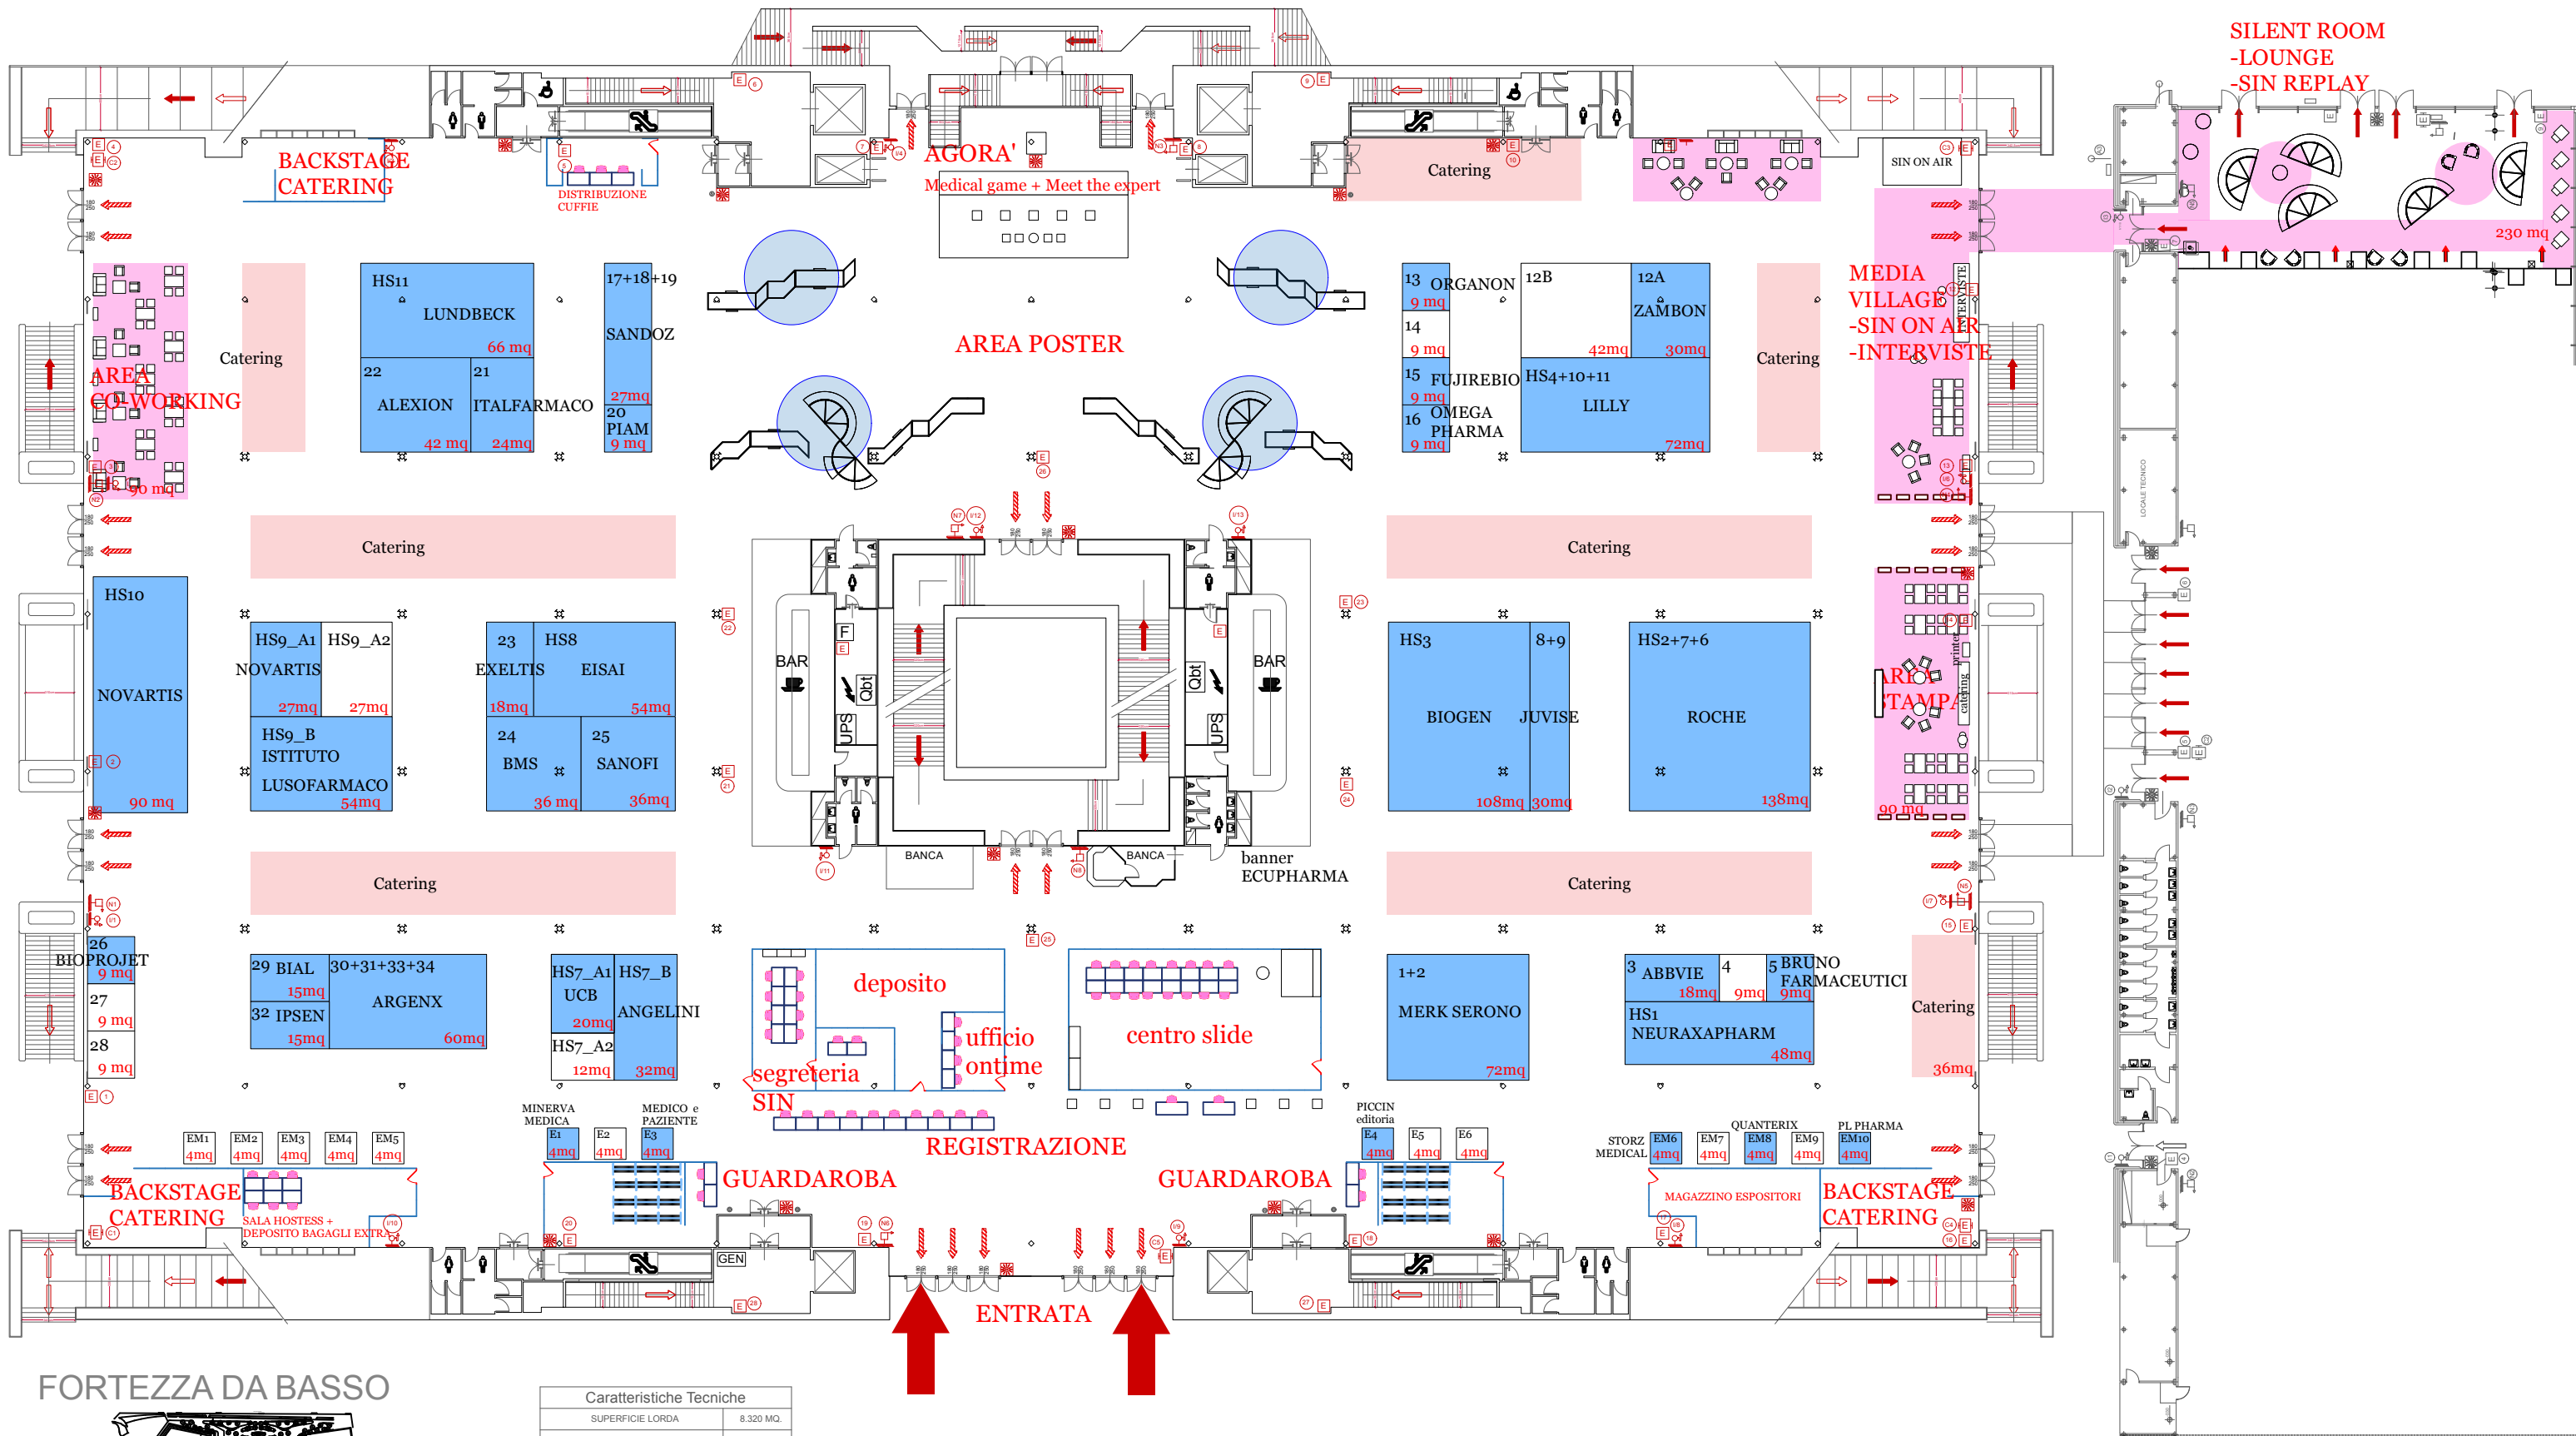 SILENT ROOM
-LOUNGE
-SIN REPLAY
BACKSTAGE
CATERING
DISTRIBUZIONE
CUFFIE
AGORA'
Medical game + Meet the expert
Catering
SIN ON AIR
230 mq
AREA
CO-WORKING
90 mq
Catering
HS11
LUNDBECK
66 mq
22
ALEXION
42 mq
21
ITALFARMACO
24mq
17+18+19
SANDOZ
27mq
20
PIAM
9 mq
AREA POSTER
13
ORGANON
9 mq
14
9 mq
15
FUJIREBIO
9 mq
16
OMEGA
PHARMA
9 mq
12B
42mq
12A
ZAMBON
30mq
HS4+10+11
LILLY
72mq
Catering
MEDIA
VILLAGE
-SIN ON AIR
-INTERVISTE
INTERVISTE
LOCALE TECNICO
Catering
Catering
HS10
NOVARTIS
90 mq
HS9_A1
NOVARTIS
27mq
HS9_A2
27mq
HS9_B
ISTITUTO
LUSOFARMACO
54mq
23
EXELTIS
18mq
HS8
EISAI
54mq
24
BMS
36 mq
25
SANOFI
36mq
BAR
F
Qbt
UPS
Qbt
UPS
BAR
BANCA
BANCA
banner
ECUPHARMA
HS3
BIOGEN
108mq
8+9
JUVISE
30mq
HS2+7+6
ROCHE
138mq
printer
catering
AREA
STAMPA
90 mq
Catering
Catering
26
BIOPROJET
9 mq
27
9 mq
28
9 mq
29 BIAL
15mq
32 IPSEN
15mq
30+31+33+34
ARGENX
60mq
HS7_A1
UCB
20mq
HS7_A2
12mq
HS7_B
ANGELINI
32mq
deposito
ufficio
ontime
segreteria
SIN
centro slide
1+2
MERK SERONO
72mq
3 ABBVIE
18mq
4
9mq
5 BRUNO
FARMACEUTICI
9mq
HS1
NEURAXAPHARM
48mq
Catering
36mq
EM1
4mq
EM2
4mq
EM3
4mq
EM4
4mq
EM5
4mq
MINERVA
MEDICA
E1
4mq
E2
4mq
MEDICO e
PAZIENTE
E3
4mq
REGISTRAZIONE
PICCIN
editoria
E4
4mq
E5
4mq
E6
4mq
STORZ
MEDICAL
EM6
4mq
EM7
4mq
QUANTERIX
EM8
4mq
EM9
4mq
PL PHARMA
EM10
4mq
BACKSTAGE
CATERING
SALA HOSTESS +
DEPOSITO BAGAGLI EXTRA
GUARDAROBA
GUARDAROBA
MAGAZZINO ESPOSITORI
BACKSTAGE
CATERING
GEN
ENTRATA
FORTEZZA DA BASSO
Caratteristiche Tecniche
SUPERFICIE LORDA 8.320 MQ.